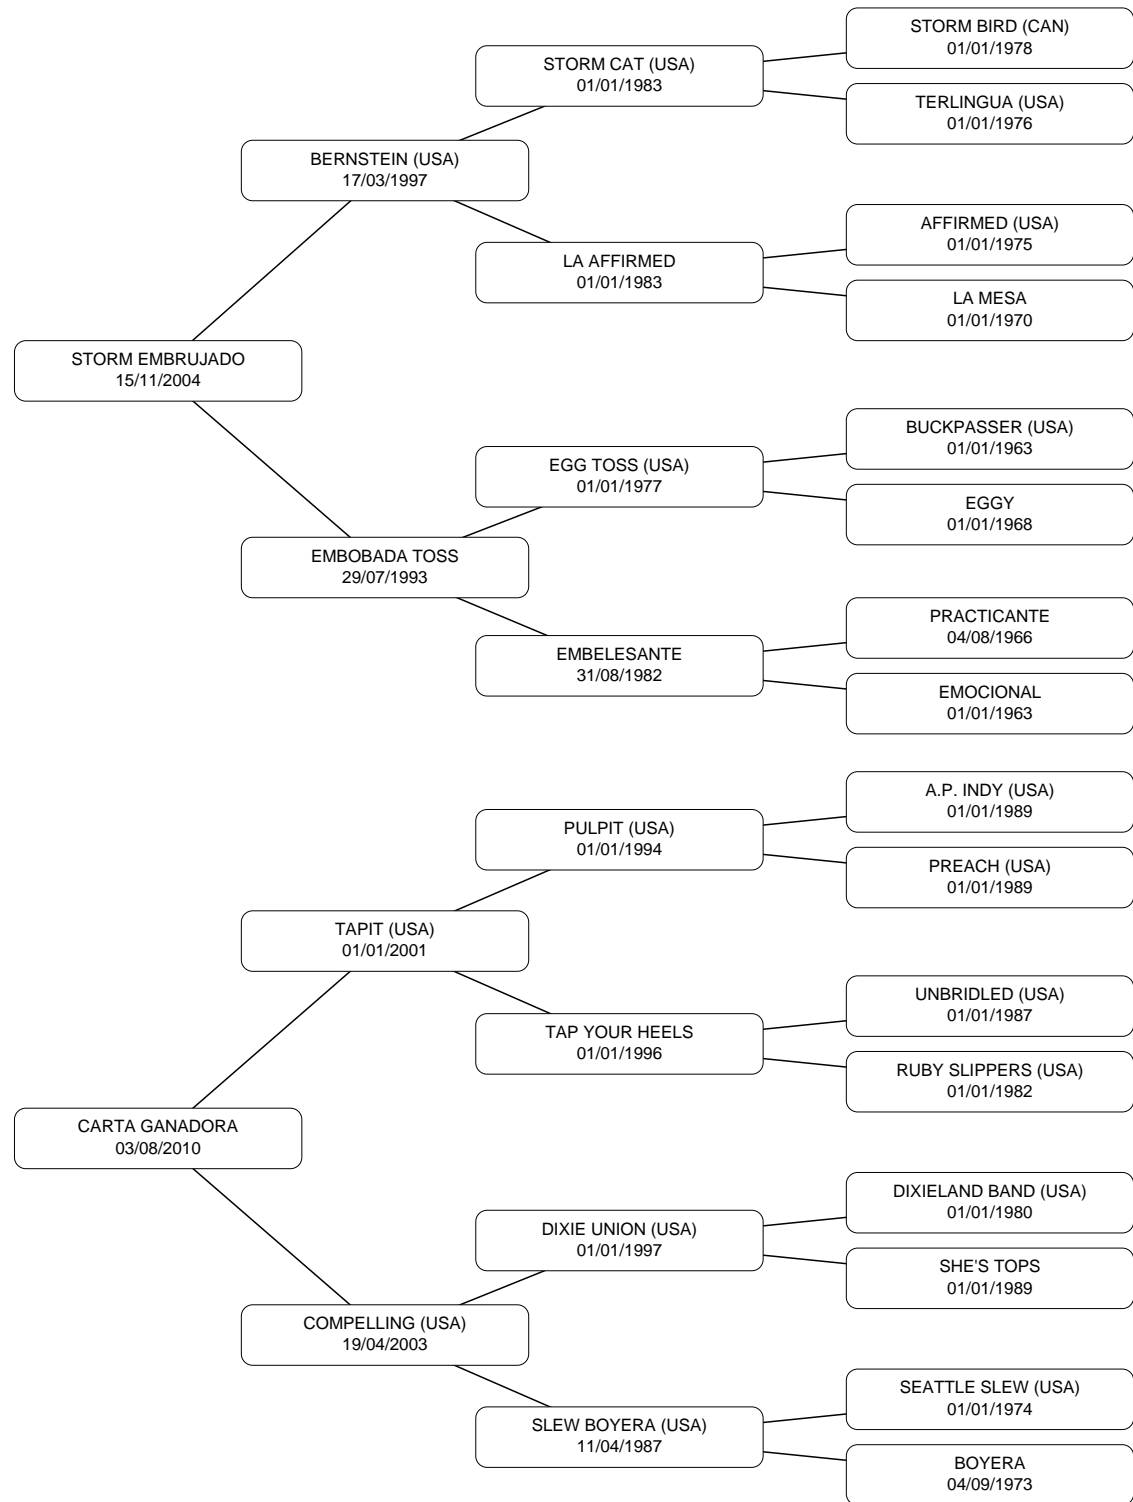 STORM EMBRUJADO
15/11/2004
CARTA GANADORA
03/08/2010
BERNSTEIN (USA)
17/03/1997
EMBOBADA TOSS
29/07/1993
TAPIT (USA)
01/01/2001
COMPELLING (USA)
19/04/2003
STORM CAT (USA)
01/01/1983
LA AFFIRMED
01/01/1983
EGG TOSS (USA)
01/01/1977
EMBELESANTE
31/08/1982
PULPIT (USA)
01/01/1994
TAP YOUR HEELS
01/01/1996
DIXIE UNION (USA)
01/01/1997
SLEW BOYERA (USA)
11/04/1987
STORM BIRD (CAN)
01/01/1978
TERLINGUA (USA)
01/01/1976
AFFIRMED (USA)
01/01/1975
LA MESA
01/01/1970
BUCKPASSER (USA)
01/01/1963
EGGY
01/01/1968
PRACTICANTE
04/08/1966
EMOCIONAL
01/01/1963
A.P. INDY (USA)
01/01/1989
PREACH (USA)
01/01/1989
UNBRIDLED (USA)
01/01/1987
RUBY SLIPPERS (USA)
01/01/1982
DIXIELAND BAND (USA)
01/01/1980
SHE'S TOPS
01/01/1989
SEATTLE SLEW (USA)
01/01/1974
BOYERA
04/09/1973